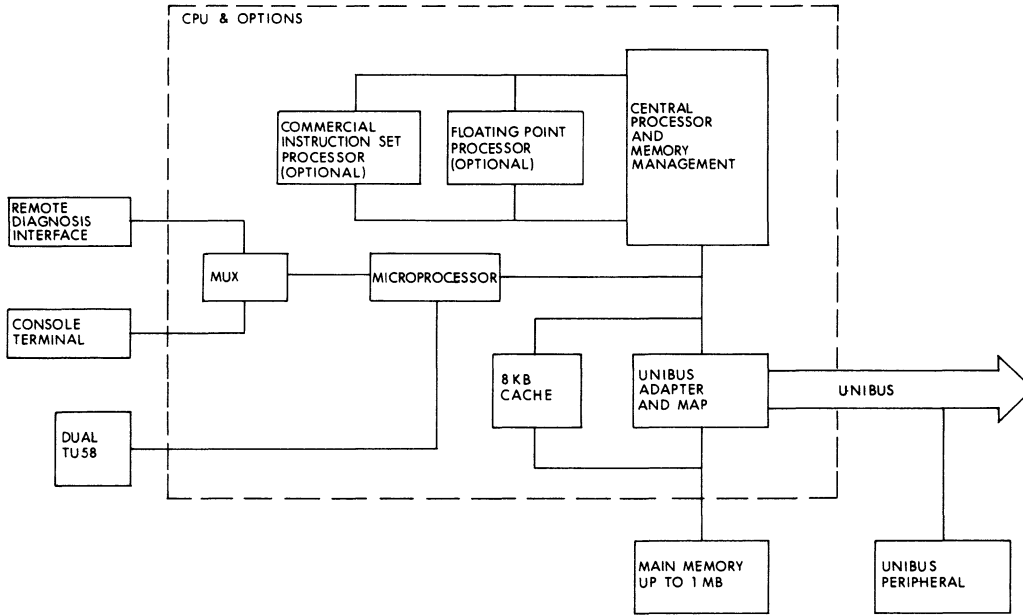 CPU & OPTIONS
COMMERCIAL
INSTRUCTION SET
PROCESSOR
(OPTIONAL)
FLOATING POINT
PROCESSOR
(OPTIONAL)
CENTRAL
PROCESSOR
AND
MEMORY
MANAGEMENT
REMOTE
DIAGNOSIS
INTERFACE
MUX
MICROPROCESSOR
CONSOLE
TERMINAL
8 KB
CACHE
UNIBUS
ADAPTER
AND MAP
UNIBUS
DUAL
TU58
MAIN MEMORY
UP TO 1 MB
UNIBUS
PERIPHERAL